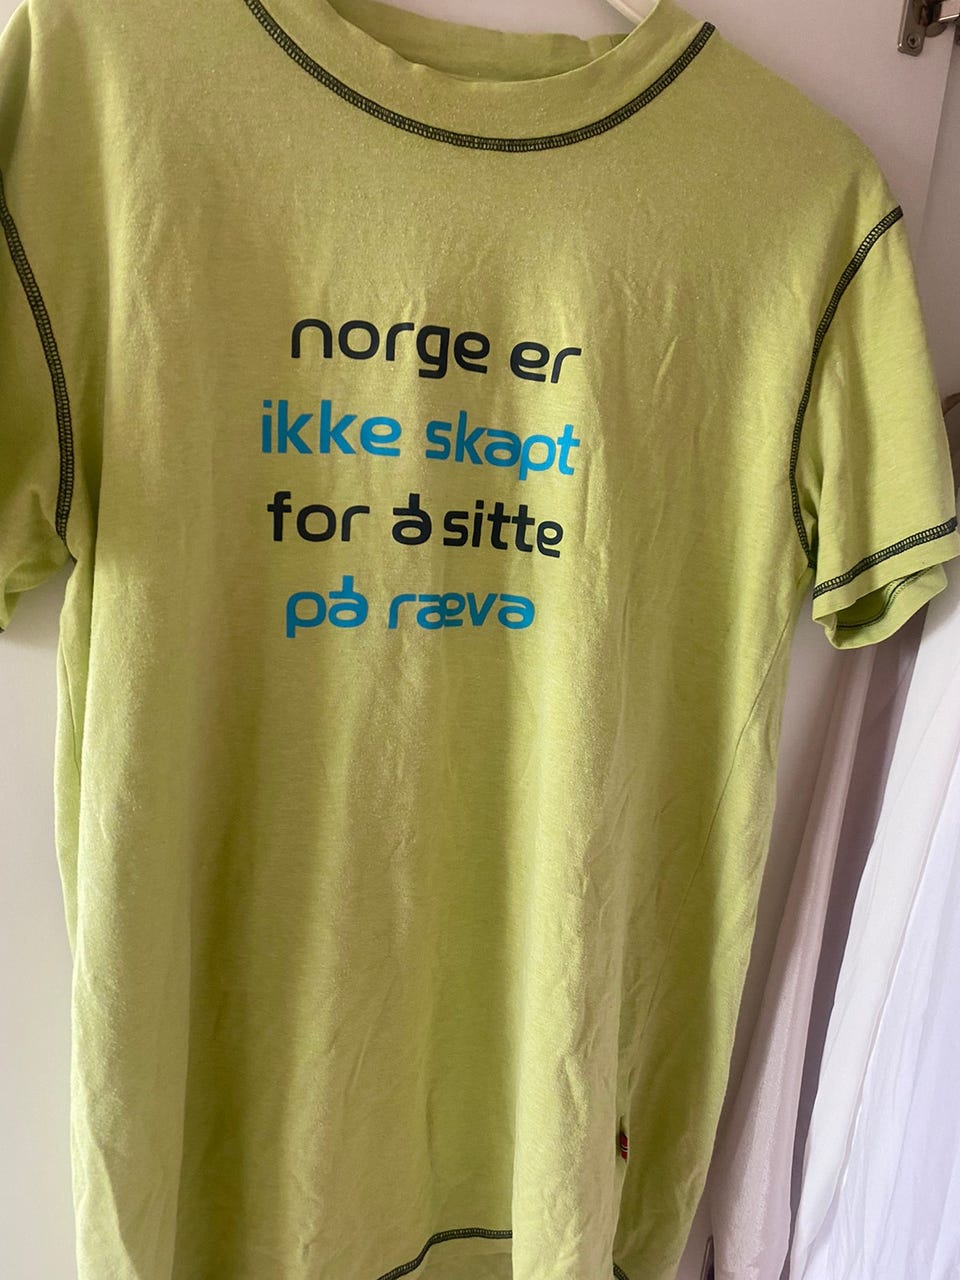 norge er
ikke skapt
for å sitte
på ræva